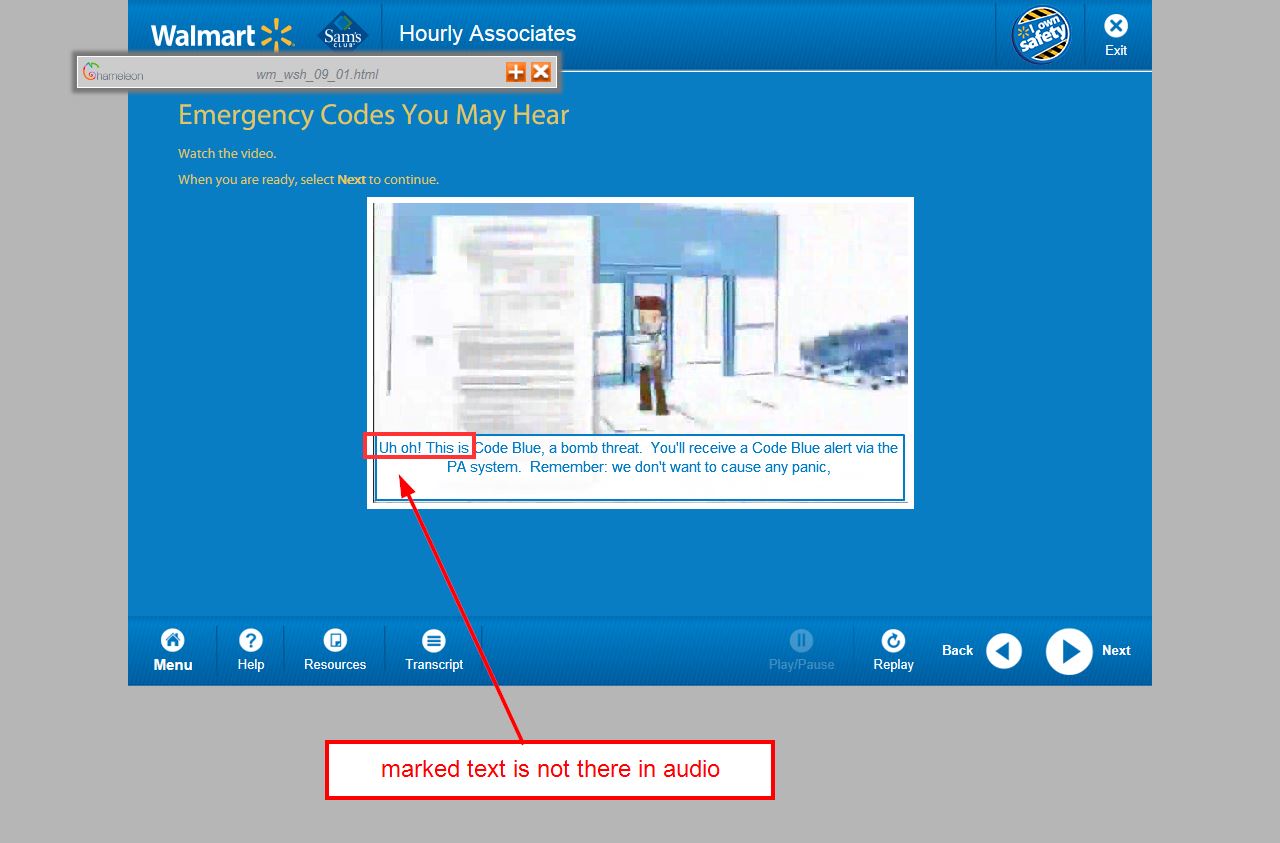 Walmart
Sam's
CLUB
Hourly Associates
I own
safety
Exit
Chameleon
wm_wsh_09_01.html
Emergency Codes You May Hear
Watch the video.
When you are ready, select Next to continue.
Uh oh! This is Code Blue, a bomb threat.  You'll receive a Code Blue alert via the
PA system.  Remember: we don't want to cause any panic,
Menu
Help
Resources
Transcript
Play/Pause
Replay
Back
Next
marked text is not there in audio